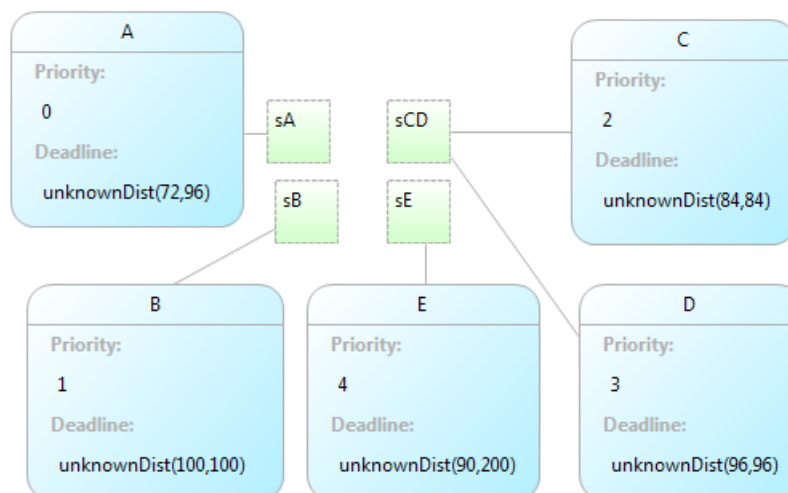 A
Priority:
0
Deadline:
unknownDist(72,96)
sA
sCD
C
Priority:
2
Deadline:
unknownDist(84,84)
sB
sE
B
Priority:
1
Deadline:
unknownDist(100,100)
E
Priority:
4
Deadline:
unknownDist(90,200)
D
Priority:
3
Deadline:
unknownDist(96,96)